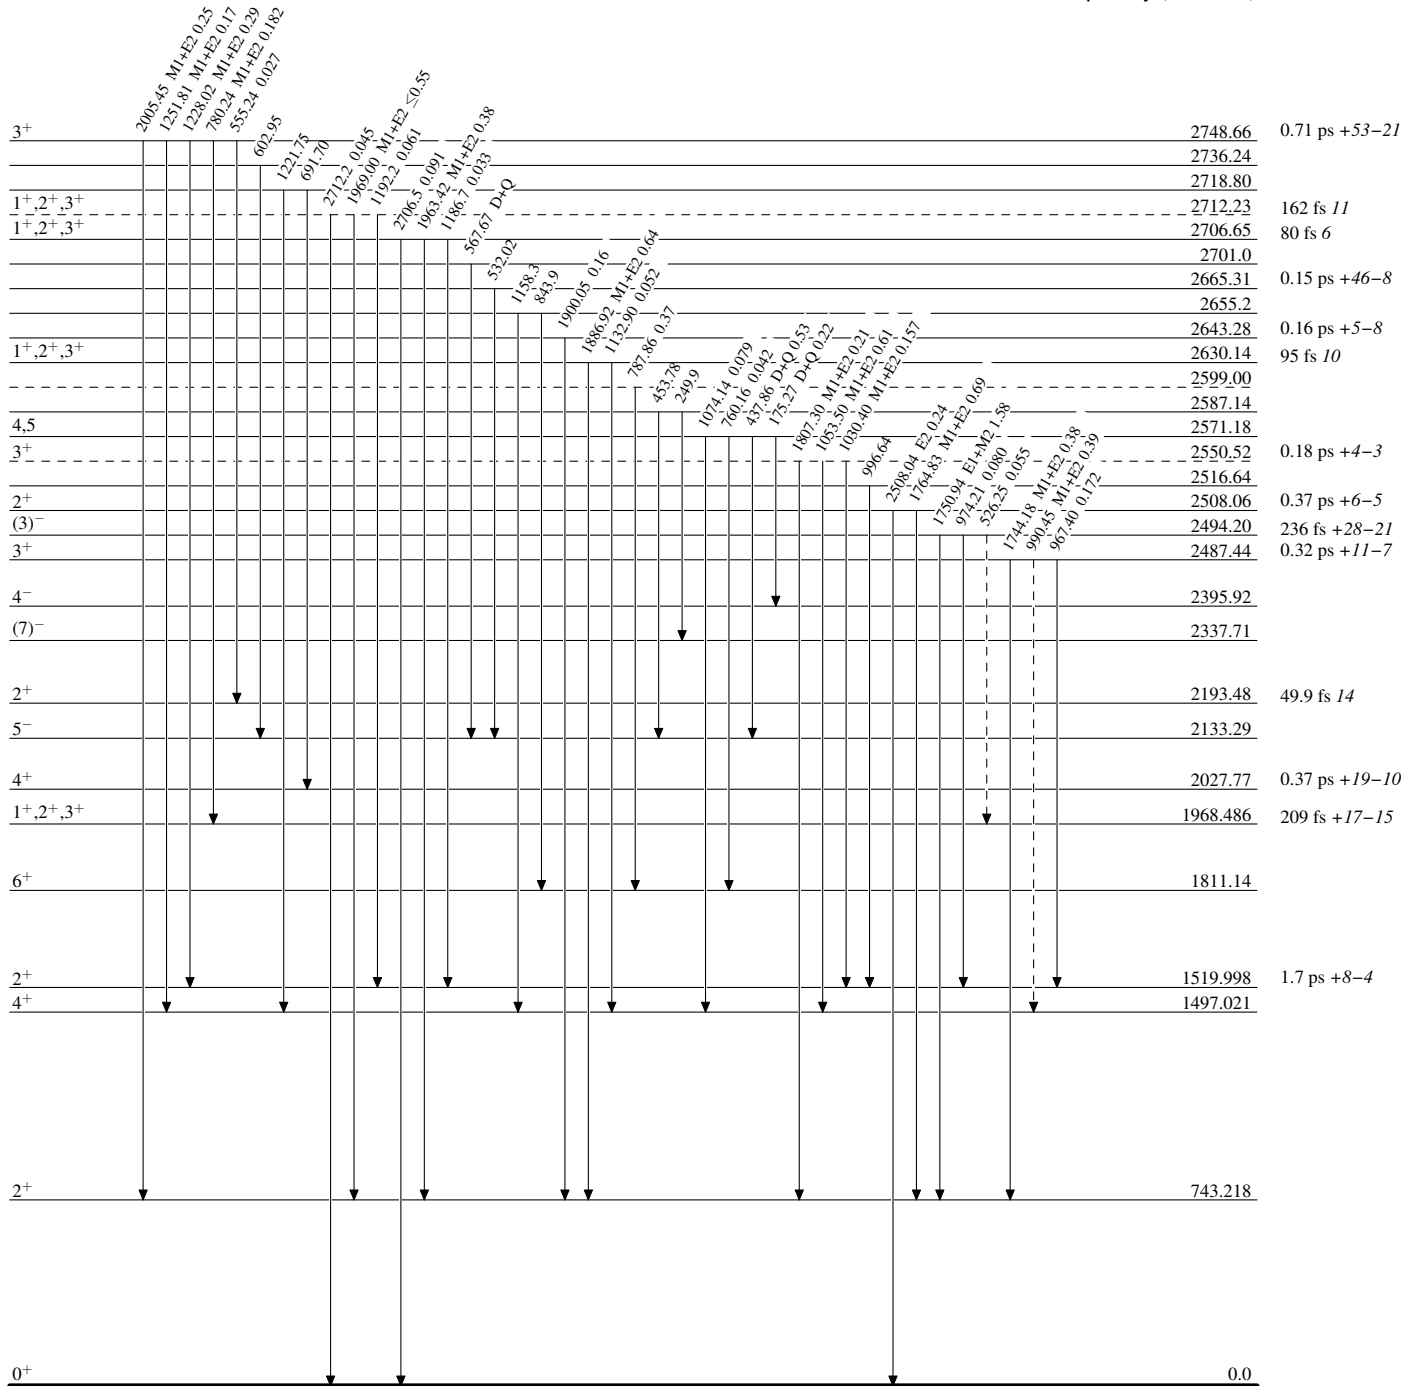 2005.45 M1+E2 0.25
1251.81 M1+E2 0.17
1228.02 M1+E2 0.29
780.24 M1+E2 0.182
555.24 0.027
602.95
1221.75
691.70
2712.2 0.045
1969.00 M1+E2 ≤0.55
1192.2 0.061
2706.5 0.091
1963.42 M1+E2 0.38
1186.7 0.033
567.67 D+Q
532.02
1158.3
843.9
1900.05 0.16
1886.92 M1+E2 0.64
1132.90 0.052
787.86 0.37
453.78
249.9
1074.14 0.079
760.16 0.042
437.86 D+Q 0.53
175.27 D+Q 0.22
1807.30 M1+E2 0.21
1053.50 M1+E2 0.61
1030.40 M1+E2 0.157
996.64
2508.04 E2 0.24
1764.83 M1+E2 0.69
1750.94 E1+M2 1.58
974.21 0.080
526.25 0.055
1744.18 M1+E2 0.38
990.45 M1+E2 0.39
967.40 0.172
3⁺ 2748.66 0.71 ps +53−21
2736.24
2718.80
1⁺,2⁺,3⁺ 2712.23 162 fs 11
1⁺,2⁺,3⁺ 2706.65 80 fs 6
2701.0
2665.31 0.15 ps +46−8
2655.2
2643.28 0.16 ps +5−8
1⁺,2⁺,3⁺ 2630.14 95 fs 10
2599.00
2587.14
4,5 2571.18
3⁺ 2550.52 0.18 ps +4−3
2516.64
2⁺ 2508.06 0.37 ps +6−5
(3)⁻ 2494.20 236 fs +28−21
3⁺ 2487.44 0.32 ps +11−7
4⁻ 2395.92
(7)⁻ 2337.71
2⁺ 2193.48 49.9 fs 14
5⁻ 2133.29
4⁺ 2027.77 0.37 ps +19−10
1⁺,2⁺,3⁺ 1968.486 209 fs +17−15
6⁺ 1811.14
2⁺ 1519.998 1.7 ps +8−4
4⁺ 1497.021
2⁺ 743.218
0⁺ 0.0